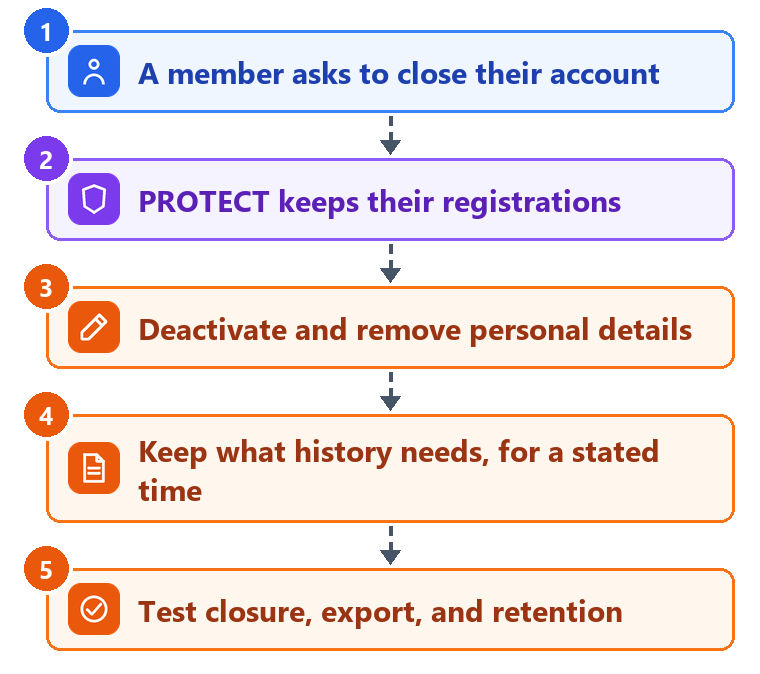 1
A member asks to close their account
2
PROTECT keeps their registrations
3
Deactivate and remove personal details
4
Keep what history needs, for a stated
time
5
Test closure, export, and retention